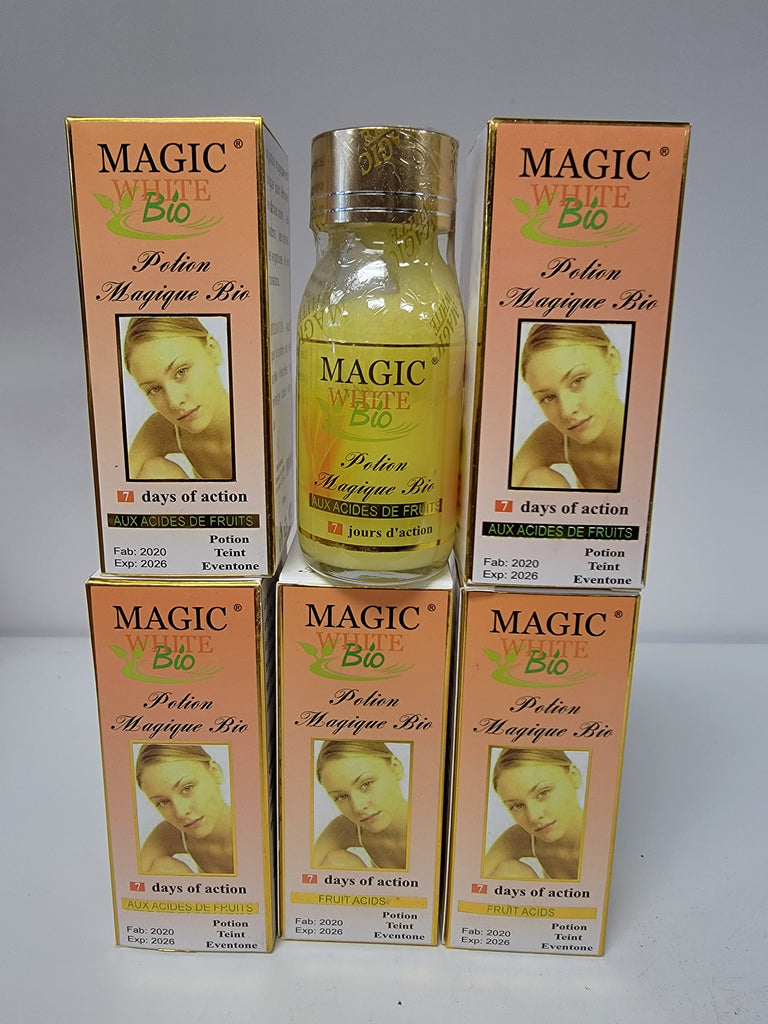 MAGIC®
WHITE
Bio
Potion
Magique Bio
7 days of action
AUX ACIDES DE FRUITS
Fab: 2020
Exp: 2026
Potion
Teint
Eventone
MAGIC
MAGIC®
WHITE
Bio
Potion
Magique Bio
AUX ACIDES DE FRUITS
7 jours d'action
MAGIC®
WHITE
Bio
Potion
Magique Bio
7 days of action
AUX ACIDES DE FRUITS
Fab: 2020
Exp: 2026
Potion
Teint
Eventone
MAGIC®
WHITE
Bio
Potion
Magique Bio
7 days of action
AUX ACIDES DE FRUITS
Fab: 2020
Exp: 2026
Potion
Teint
Eventone
MAGIC®
WHITE
Bio
Potion
Magique Bio
7 days of action
FRUIT ACIDS
Fab: 2020
Exp: 2026
Potion
Teint
Eventone
MAGIC®
WHITE
Bio
Potion
Magique Bio
7 days of action
FRUIT ACIDS
Fab: 2020
Exp: 2026
Potion
Teint
Eventone